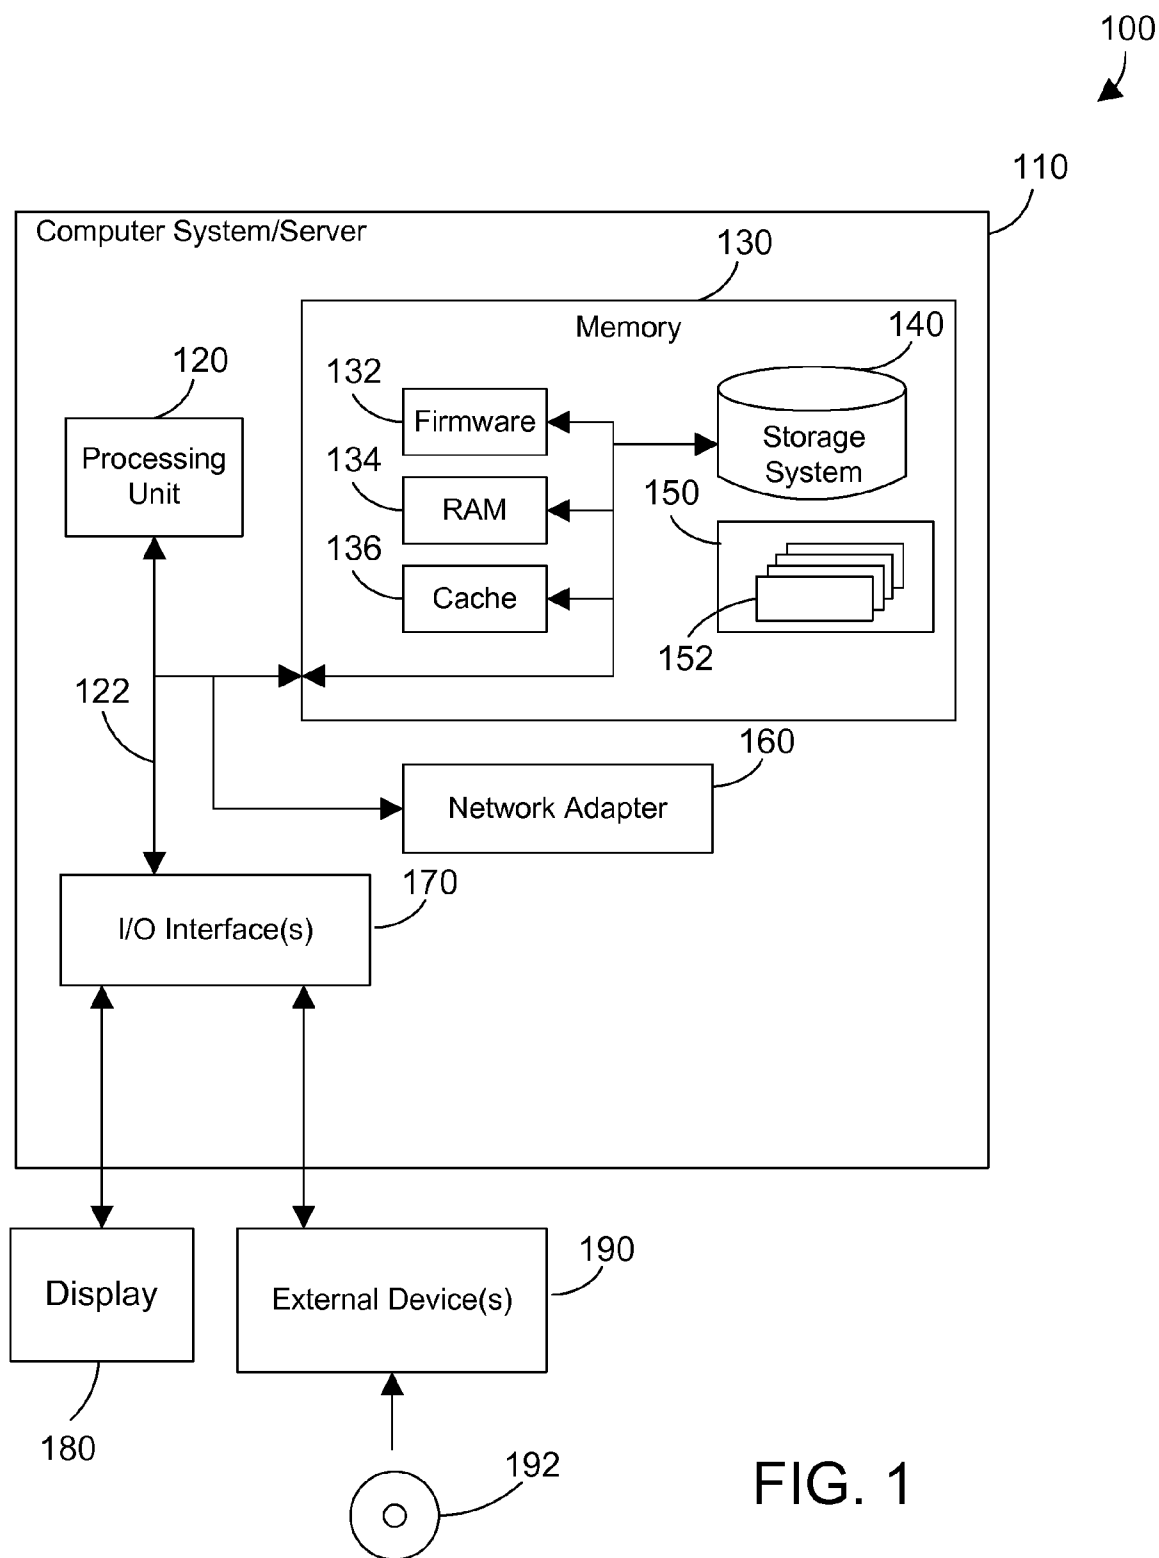 100
110
Computer System/Server
130
Memory
140
120
132
Firmware
Storage
System
Processing
Unit
134
RAM
150
136
Cache
152
122
160
Network Adapter
170
I/O Interface(s)
190
Display
External Device(s)
180
192
FIG. 1